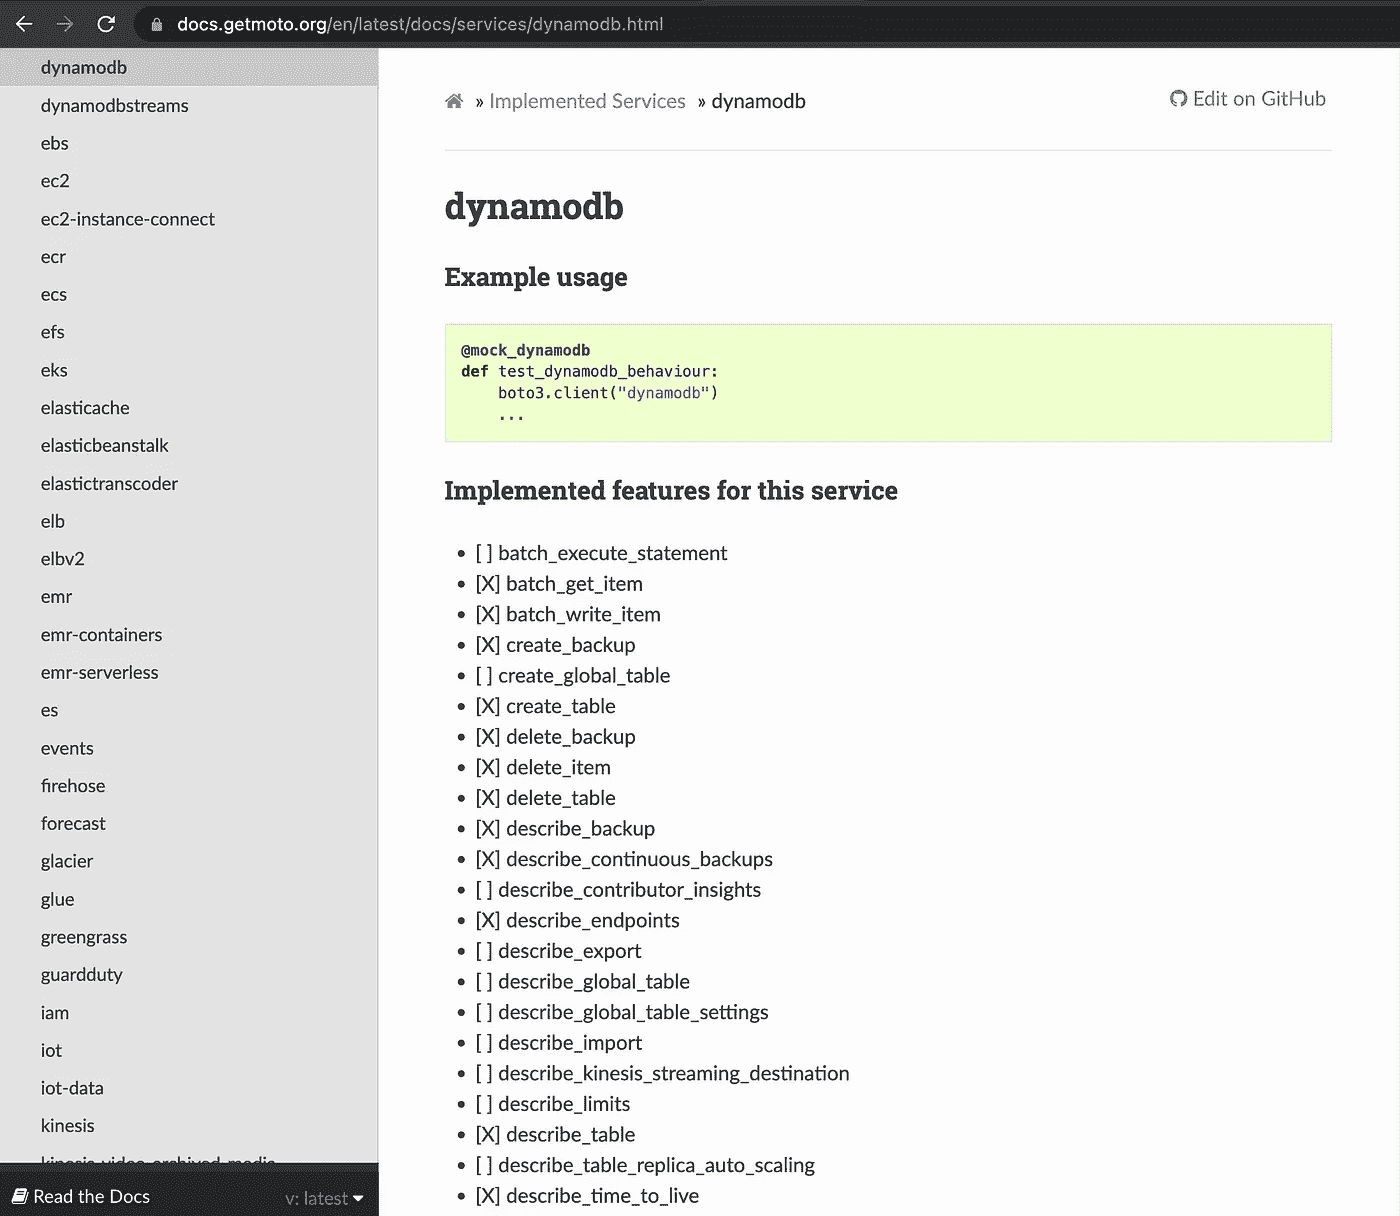 docs.getmoto.org/en/latest/docs/services/dynamodb.html
dynamodb
dynamodbstreams
ebs
ec2
ec2-instance-connect
ecr
ecs
efs
eks
elasticache
elasticbeanstalk
elastictranscoder
elb
elbv2
emr
emr-containers
emr-serverless
es
events
firehose
forecast
glacier
glue
greengrass
guardduty
iam
iot
iot-data
kinesis
kinesis-video-archived-media
Read the Docs
v: latest
» Implemented Services » dynamodb
Edit on GitHub
dynamodb
Example usage
@mock_dynamodb
def test_dynamodb_behaviour:
boto3.client("dynamodb")
...
Implemented features for this service
• [ ] batch_execute_statement
• [X] batch_get_item
• [X] batch_write_item
• [X] create_backup
• [ ] create_global_table
• [X] create_table
• [X] delete_backup
• [X] delete_item
• [X] delete_table
• [X] describe_backup
• [X] describe_continuous_backups
• [ ] describe_contributor_insights
• [X] describe_endpoints
• [ ] describe_export
• [ ] describe_global_table
• [ ] describe_global_table_settings
• [ ] describe_import
• [ ] describe_kinesis_streaming_destination
• [ ] describe_limits
• [X] describe_table
• [ ] describe_table_replica_auto_scaling
• [X] describe_time_to_live